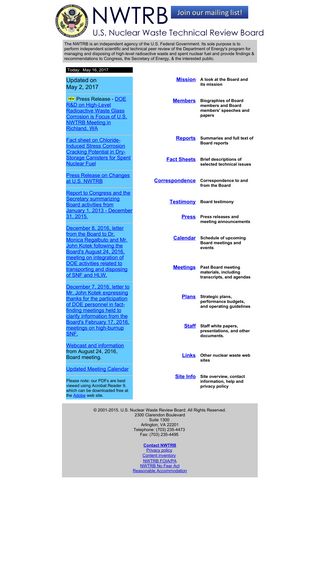 NWTRB
Join our mailing list!
U.S. Nuclear Waste Technical Review Board
The NWTRB is an independent agency of the U.S. Federal Government. Its sole purpose is to
perform independent scientific and technical peer review of the Department of Energy's program for
managing and disposing of high-level radioactive waste and spent nuclear fuel and provide findings &
recommendations to Congress, the Secretary of Energy, & the interested public.
Today: May 16, 2017
Updated on
May 2, 2017
Press Release - DOE
R&D on High-Level
Radioactive Waste Glass
Corrosion is Focus of U.S.
NWTRB Meeting in
Richland, WA
Fact sheet on Chloride-
Induced Stress Corrosion
Cracking Potential in Dry-
Storage Canisters for Spent
Nuclear Fuel
Press Release on Changes
at U.S. NWTRB
Report to Congress and the
Secretary summarizing
Board activities from
January 1, 2013 - December
31, 2015.
December 8, 2016, letter
from the Board to Dr.
Monica Regalbuto and Mr.
John Kotek following the
Board's August 24, 2016,
meeting on integration of
DOE activities related to
transporting and disposing
of SNF and HLW.
December 7, 2016, letter to
Mr. John Kotek expressing
thanks for the participation
of DOE personnel in fact-
finding meetings held to
clarify information from the
Board's February 17, 2016,
meetings on high-burnup
SNF.
Webcast and information
from August 24, 2016,
Board meeting.
Updated Meeting Calendar
Please note: our PDFs are best
viewed using Acrobat Reader ®
which can be downloaded free at
the Adobe web site.
Mission A look at the Board and
its mission
Members Biographies of Board
members and Board
members' speeches and
papers
Reports Summaries and full text of
Board reports
Fact Sheets Brief descriptions of
selected technical issues
Correspondence Correspondence to and
from the Board
Testimony Board testimony
Press Press releases and
meeting announcements
Calendar Schedule of upcoming
Board meetings and
events
Meetings Past Board meeting
materials, including
transcripts, and agendas
Plans Strategic plans,
performance budgets,
and operating guidelines
Staff Staff white papers,
presentations, and other
documents.
Links Other nuclear waste web
sites
Site Info Site overview, contact
information, help and
privacy policy
© 2001-2015, U.S. Nuclear Waste Review Board. All Rights Reserved.
2300 Clarendon Boulevard
Suite 1300
Arlington, VA 22201
Telephone: (703) 235-4473
Fax: (703) 235-4495
Contact NWTRB
Privacy policy
Content inventory
NWTRB FOIA/PA
NWTRB No Fear Act
Reasonable Accommodation